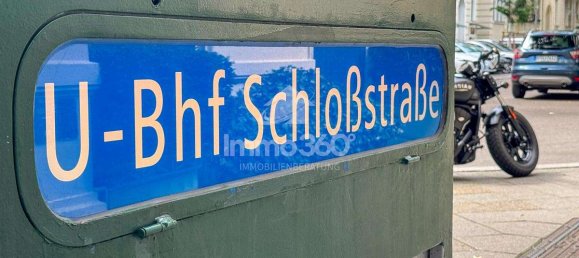 U-Bhf Schloßstraße
Immo360°
IMMOBILIENBERATUNG